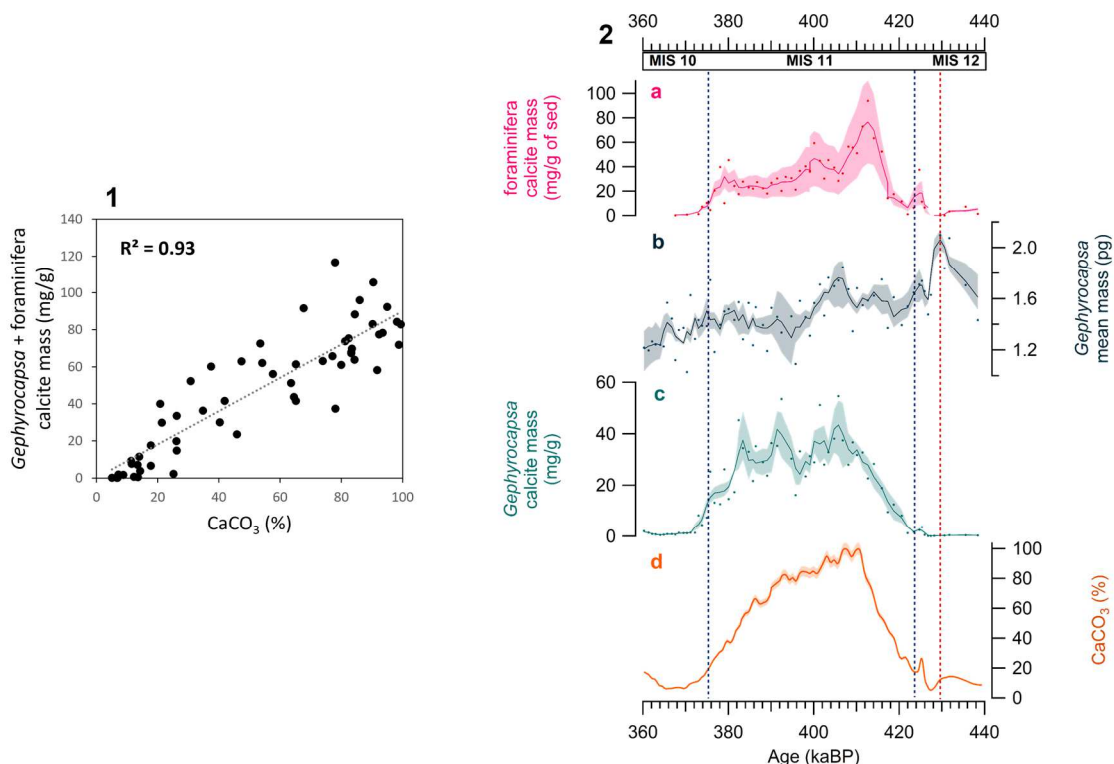 1
R² = 0.93
Gephyrocapsa + foraminifera
calcite mass (mg/g)
140
120
100
80
60
40
20
0
0 20 40 60 80 100
CaCO₃ (%)
2
360 380 400 420 440
MIS 10 MIS 11 MIS 12
a
foraminifera
calcite mass
(mg/g of sed)
100
80
60
40
20
0
b
2.0
1.6
1.2
Gephyrocapsa
mean mass (pg)
c
Gephyrocapsa
calcite mass
(mg/g)
60
40
20
0
d
100
80
60
40
20
0
CaCO₃ (%)
360 380 400 420 440
Age (kaBP)